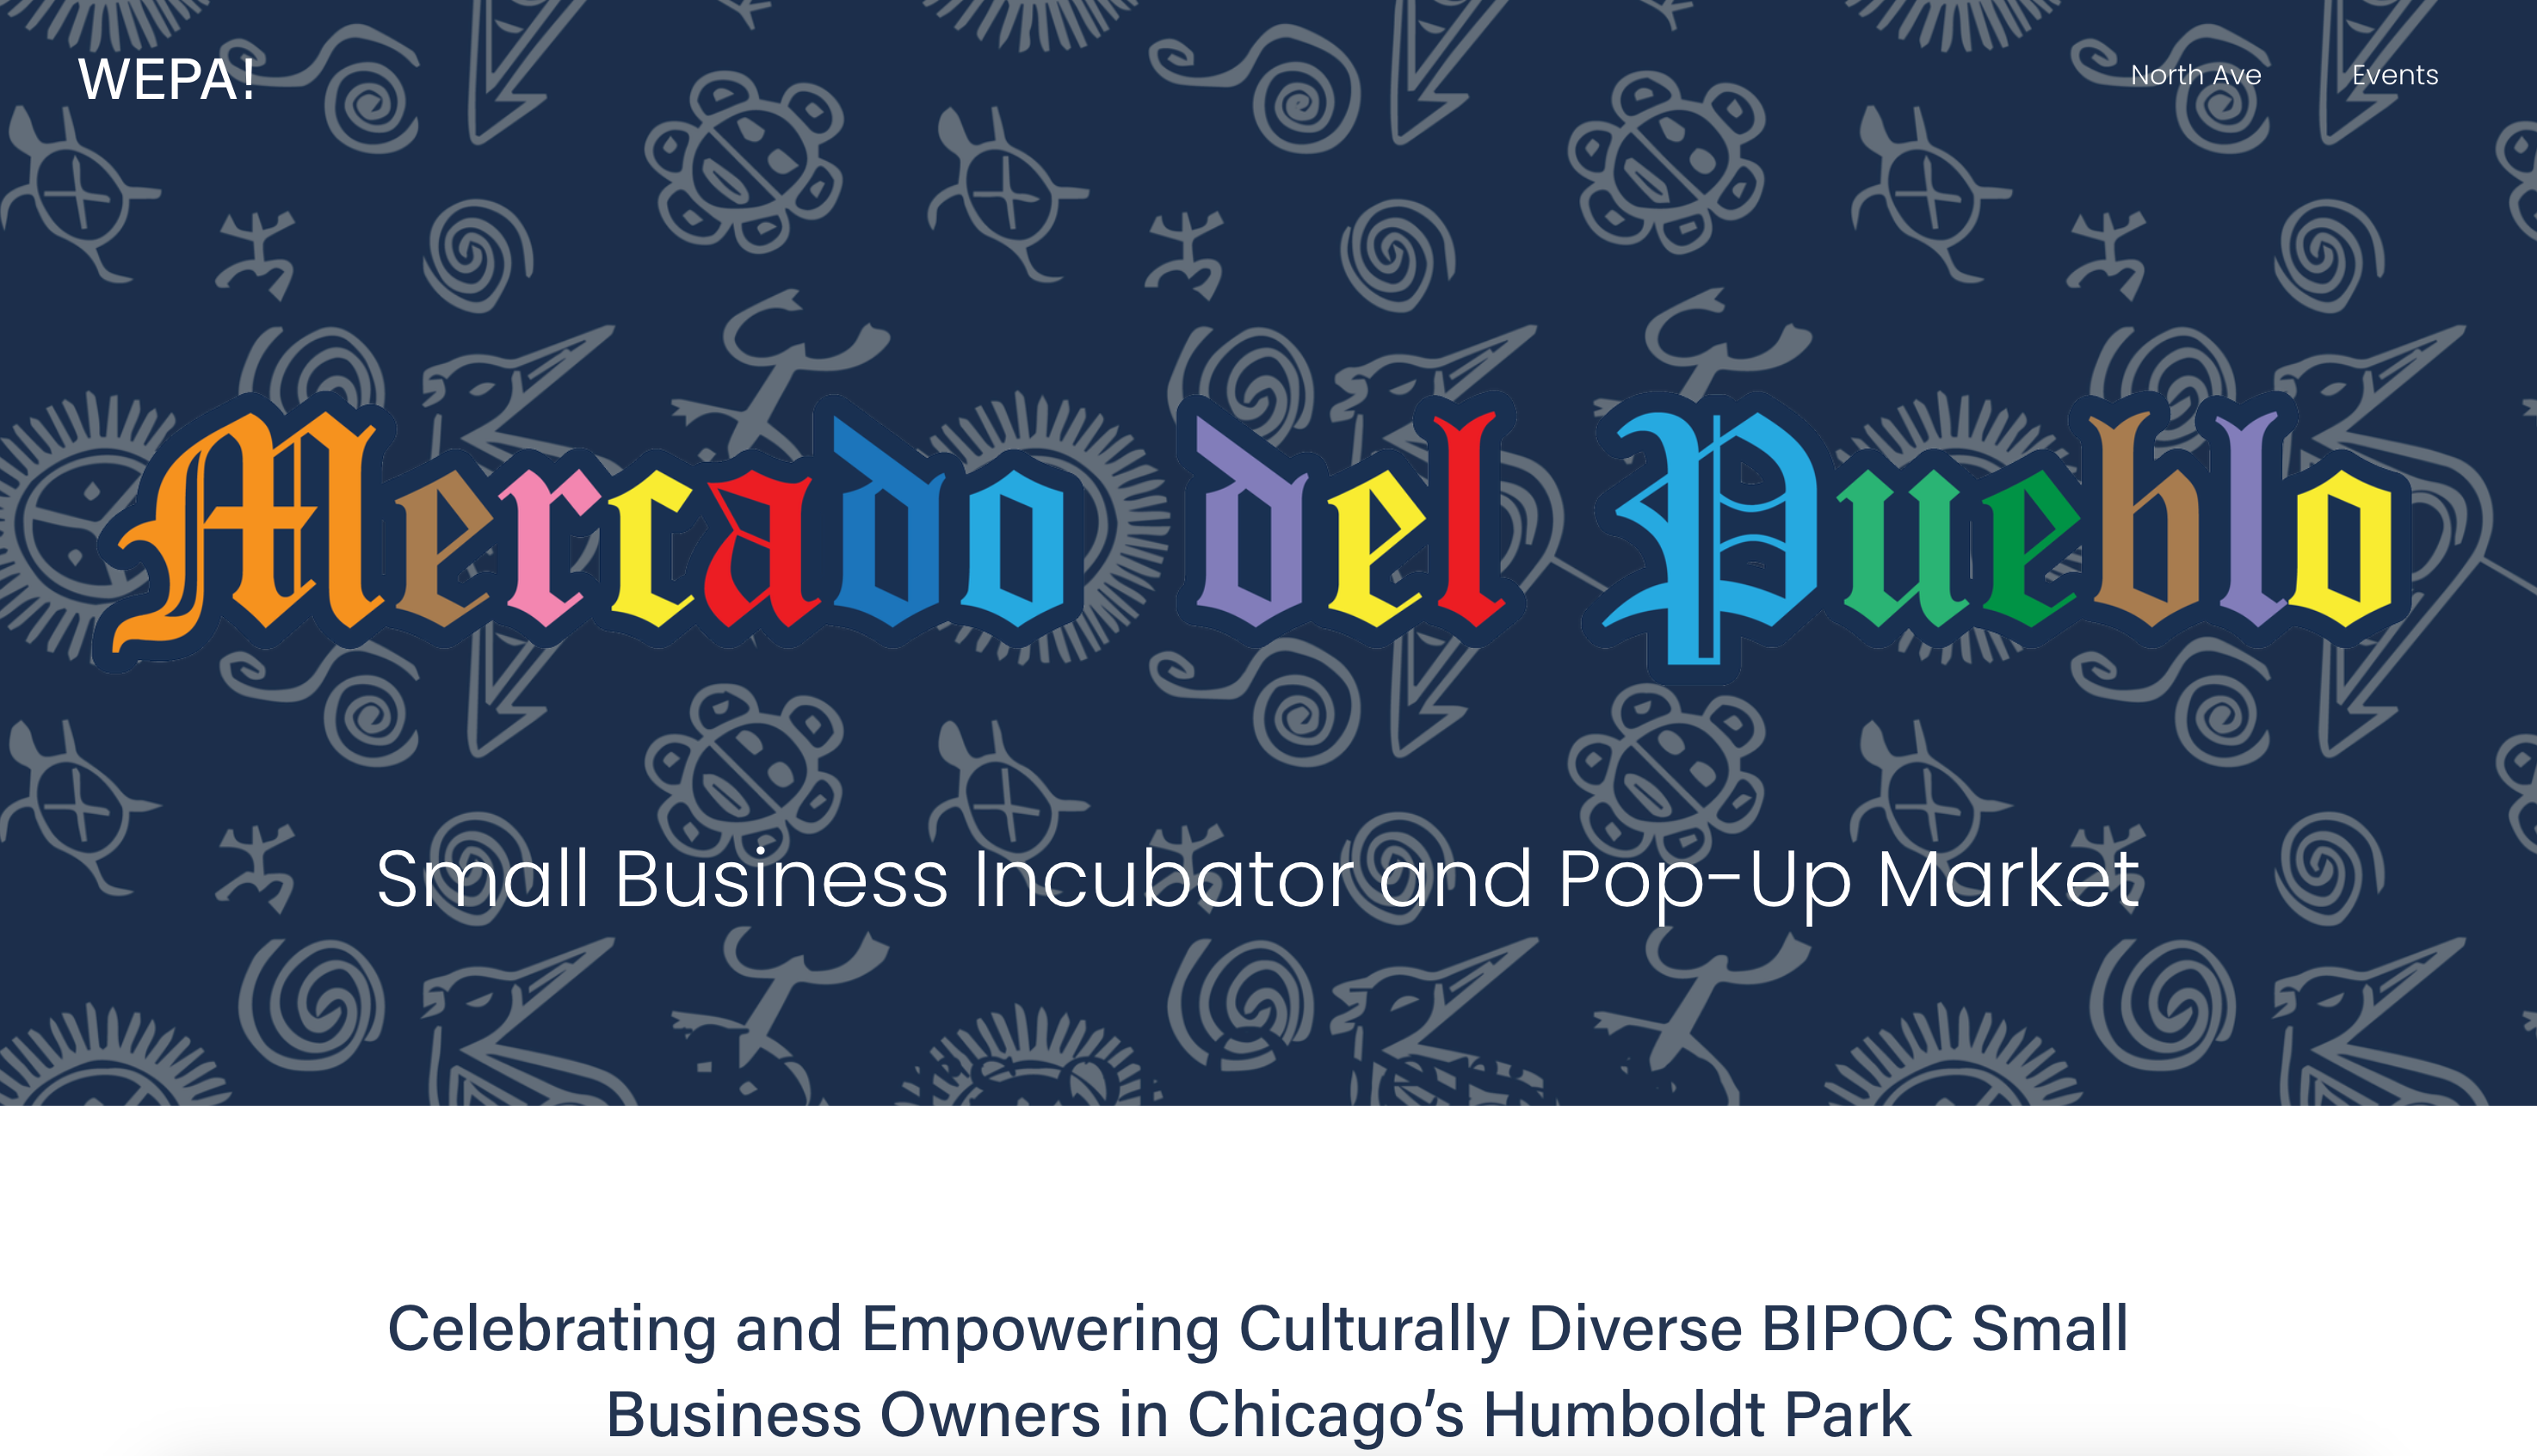 WEPA!
North Ave
Events
Mercado del Pueblo
Small Business Incubator and Pop-Up Market
Celebrating and Empowering Culturally Diverse BIPOC Small
Business Owners in Chicago’s Humboldt Park